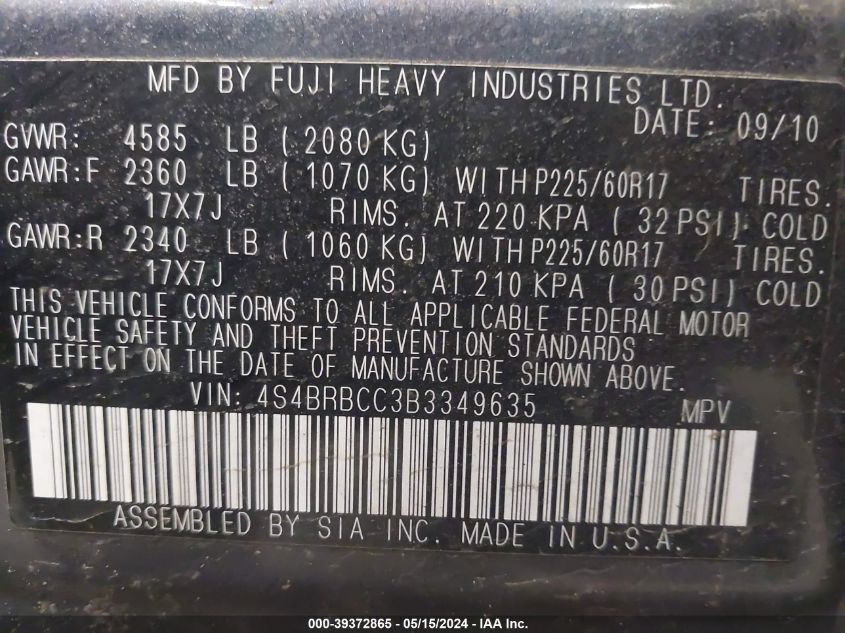 MFD BY FUJI HEAVY INDUSTRIES LTD.
DATE: 09/10
GVWR: 4585 LB ( 2080 KG)
GAWR:F 2360 LB ( 1070 KG) WITH P225/60R17 TIRES.
17X7J RIMS. AT 220 KPA ( 32 PSI) COLD
GAWR:R 2340 LB ( 1060 KG) WITH P225/60R17 TIRES.
17X7J RIMS. AT 210 KPA ( 30 PSI) COLD
THIS VEHICLE CONFORMS TO ALL APPLICABLE FEDERAL MOTOR
VEHICLE SAFETY AND THEFT PREVENTION STANDARDS
IN EFFECT ON THE DATE OF MANUFACTURE SHOWN ABOVE.
VIN: 4S4BRBCC3B3349635 MPV
ASSEMBLED BY SIA INC. MADE IN U.S.A.
000-39372865 - 05/15/2024 - IAA Inc.